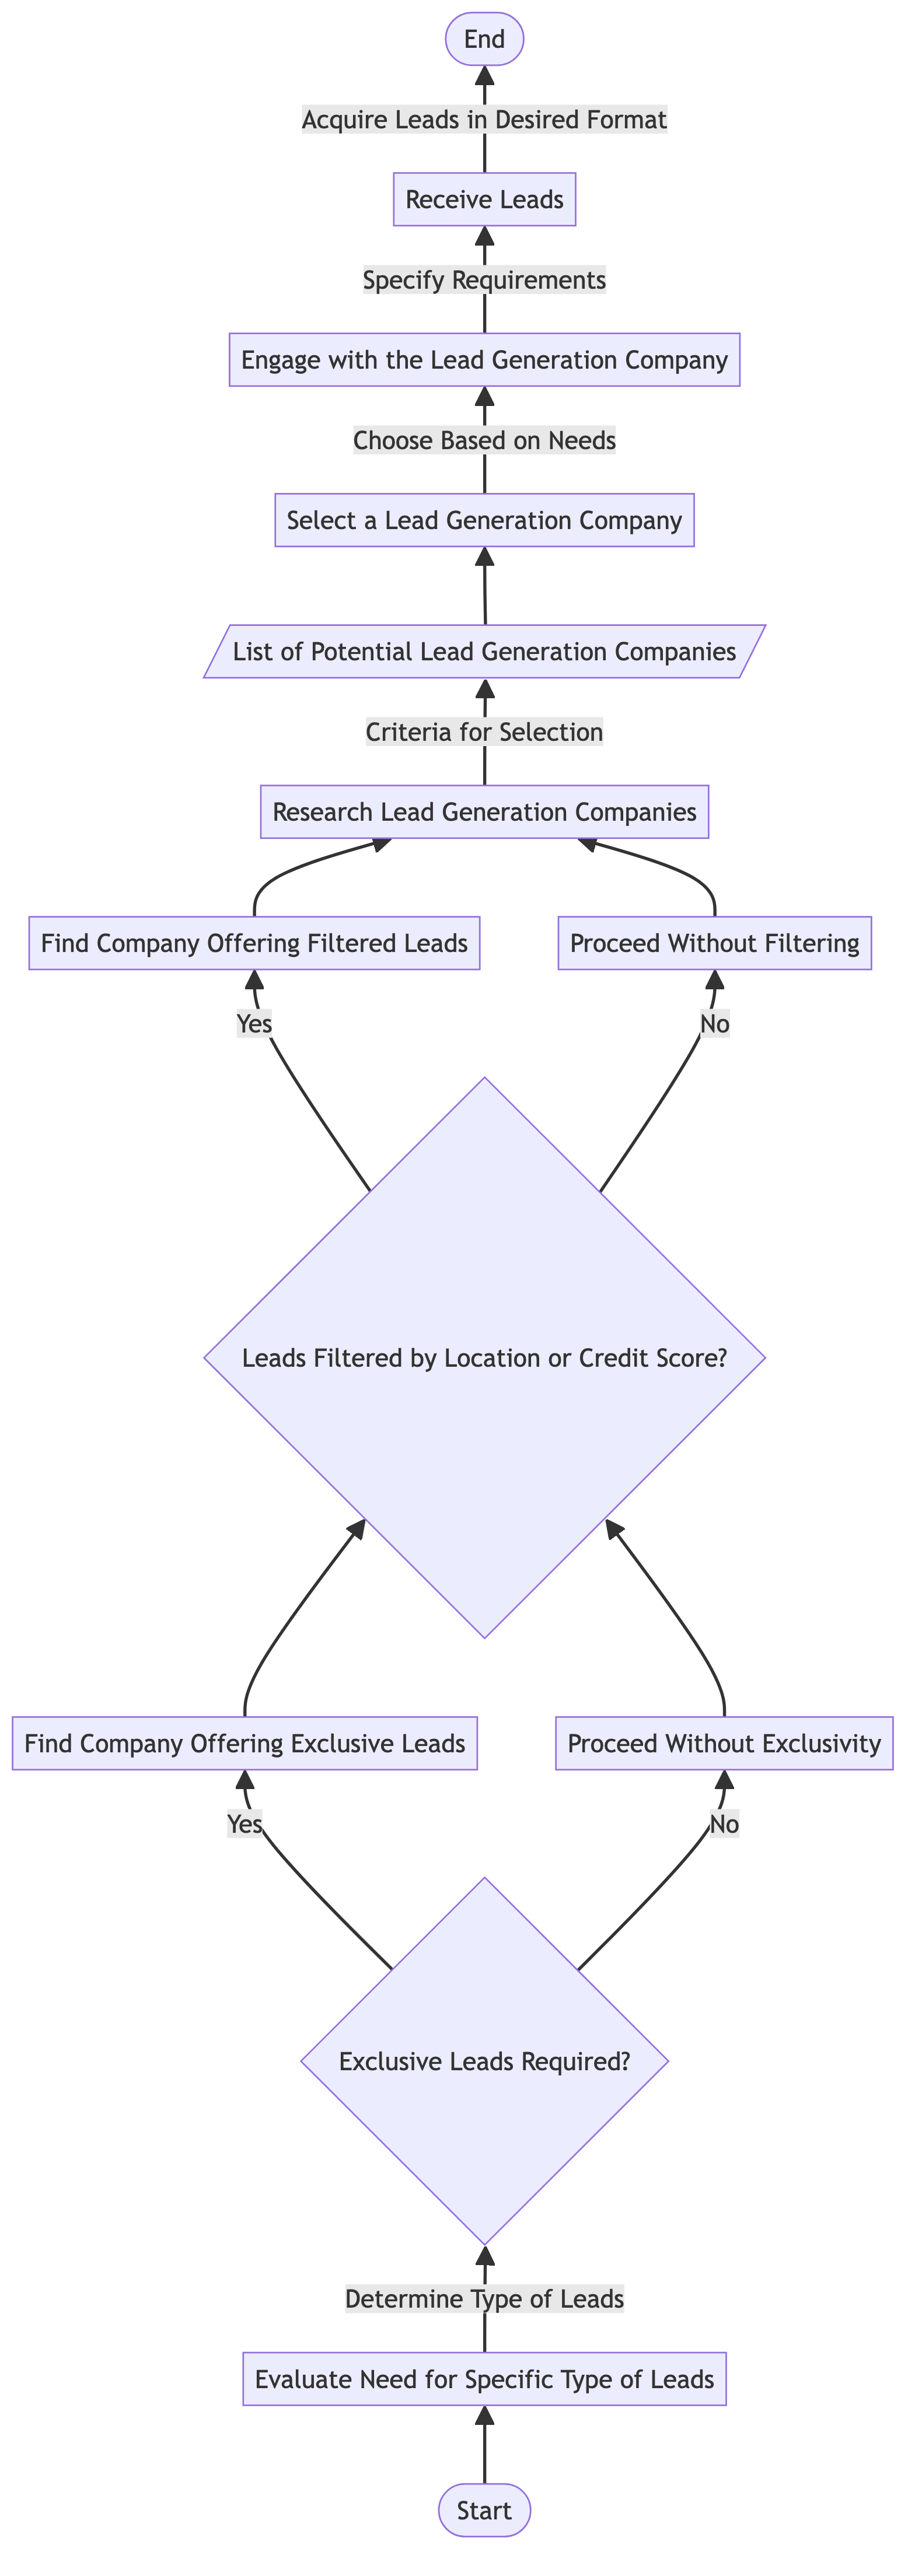 End
Acquire Leads in Desired Format
Receive Leads
Specify Requirements
Engage with the Lead Generation Company
Choose Based on Needs
Select a Lead Generation Company
List of Potential Lead Generation Companies
Criteria for Selection
Research Lead Generation Companies
Find Company Offering Filtered Leads
Proceed Without Filtering
Yes
No
Leads Filtered by Location or Credit Score?
Find Company Offering Exclusive Leads
Proceed Without Exclusivity
Yes
No
Exclusive Leads Required?
Determine Type of Leads
Evaluate Need for Specific Type of Leads
Start